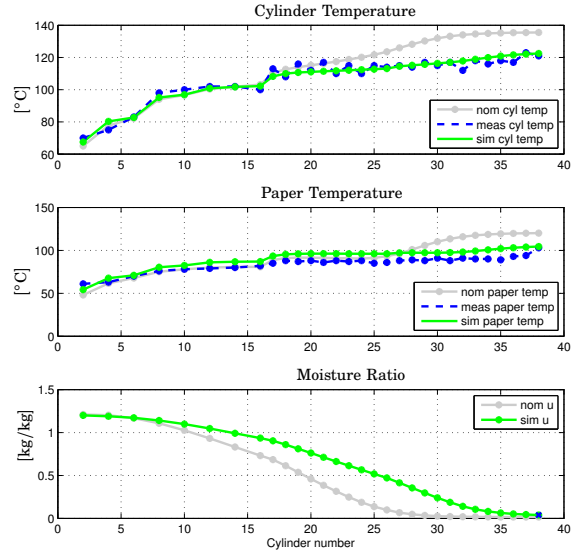 Cylinder Temperature
140
120
100
80
60
[°C]
nom cyl temp
meas cyl temp
sim cyl temp
0 5 10 15 20 25 30 35 40
Paper Temperature
150
100
50
0
[°C]
nom paper temp
meas paper temp
sim paper temp
0 5 10 15 20 25 30 35 40
Moisture Ratio
1.5
1
0.5
0
[kg/kg]
nom u
sim u
0 5 10 15 20 25 30 35 40
Cylinder number